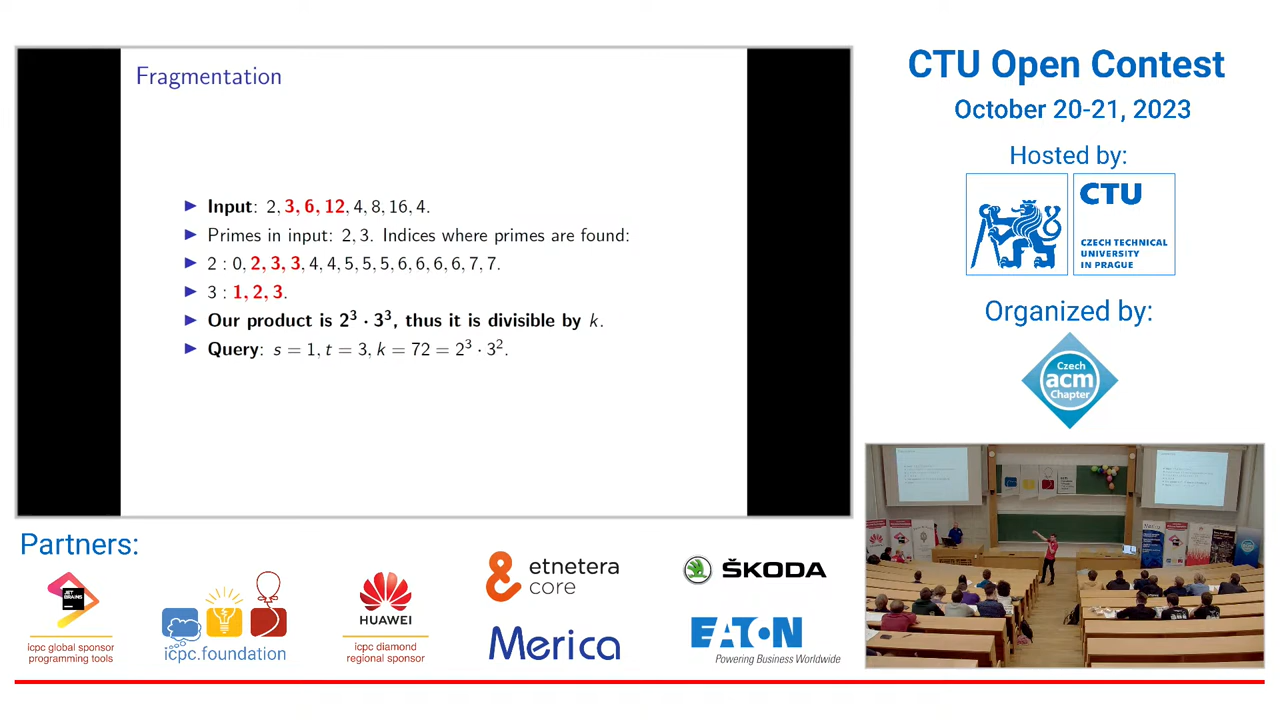 Fragmentation
▶ Input: 2, 3, 6, 12, 4, 8, 16, 4.
▶ Primes in input: 2, 3. Indices where primes are found:
▶ 2 : 0, 2, 3, 3, 4, 4, 5, 5, 5, 6, 6, 6, 6, 7, 7.
▶ 3 : 1, 2, 3.
▶ Our product is 2³ · 3³, thus it is divisible by k.
▶ Query: s = 1, t = 3, k = 72 = 2³ · 3².
CTU Open Contest
October 20-21, 2023
Hosted by:
CTU
CZECH TECHNICAL
UNIVERSITY
IN PRAGUE
Organized by:
Czech
acm
Chapter
Partners:
JET
BRAINS
icpc global sponsor
programming tools
icpc.foundation
HUAWEI
icpc diamond
regional sponsor
etnetera
core
Merica
ŠKODA
EATON
Powering Business Worldwide